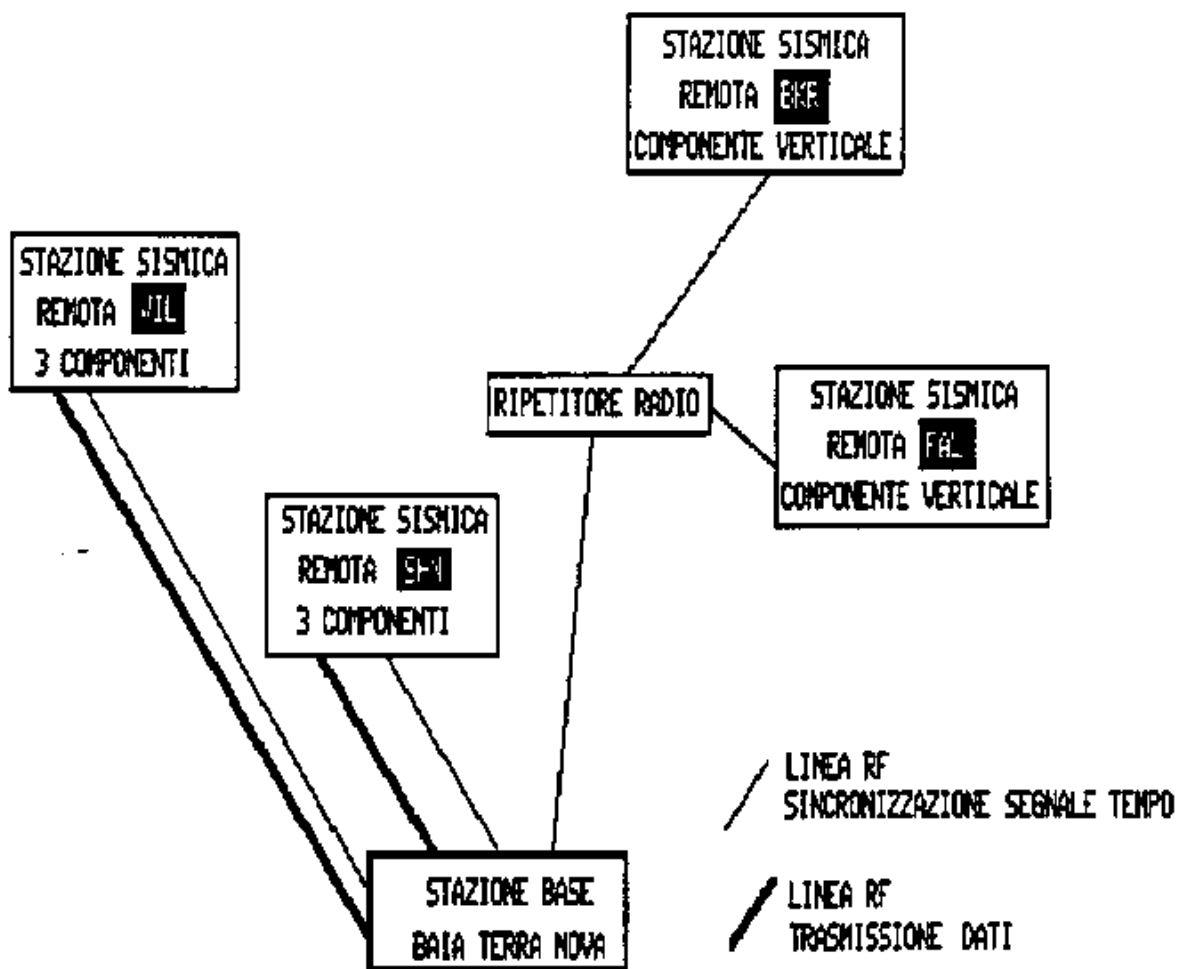 STAZIONE SISMICA
REMOTA
COMPONENTE VERTICALE
STAZIONE SISMICA
REMOTA
3 COMPONENTI
RIPETITORE RADIO
STAZIONE SISMICA
REMOTA FAL
COMPONENTE VERTICALE
STAZIONE SISMICA
REMOTA
3 COMPONENTI
LINEA RF
SINCRONIZZAZIONE SEGNALE TEMPO
STAZIONE BASE
BAIA TERRA NOVA
LINEA RF
TRASMISSIONE DATI